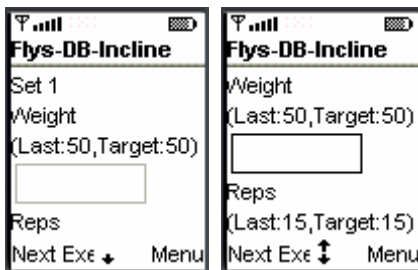 Flys-DB-Incline
Set 1
Weight
(Last:50,Target:50)
Reps
Next Exe Menu
Flys-DB-Incline
Weight
(Last:50,Target:50)
Reps
(Last:15,Target:15)
Next Exe Menu